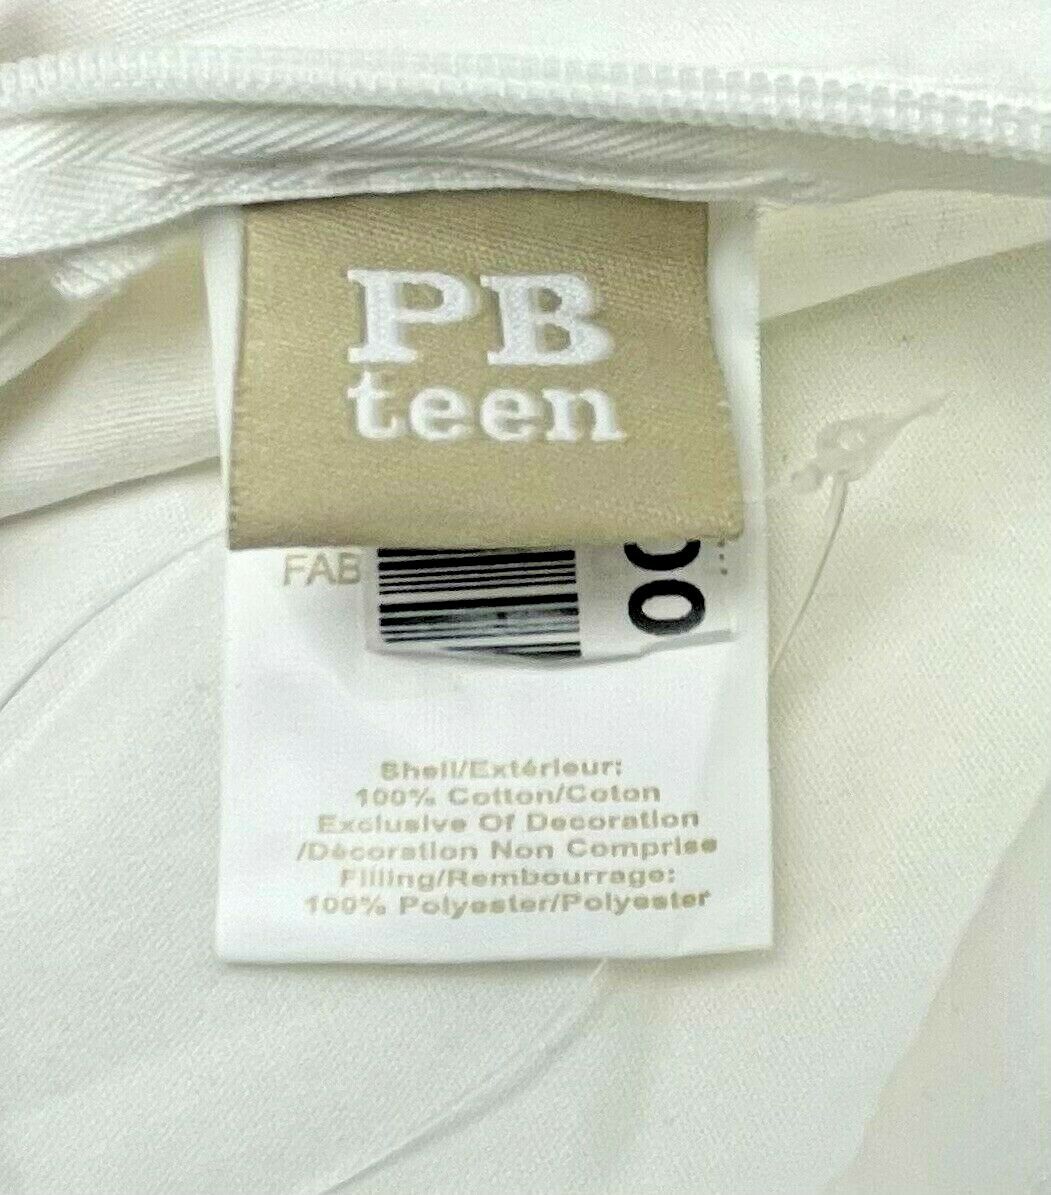 PB
teen
FAB
00
Shell/Extérieur:
100% Cotton/Coton
Exclusive Of Decoration
/Décoration Non Comprise
Filling/Rembourrage:
100% Polyester/Polyester